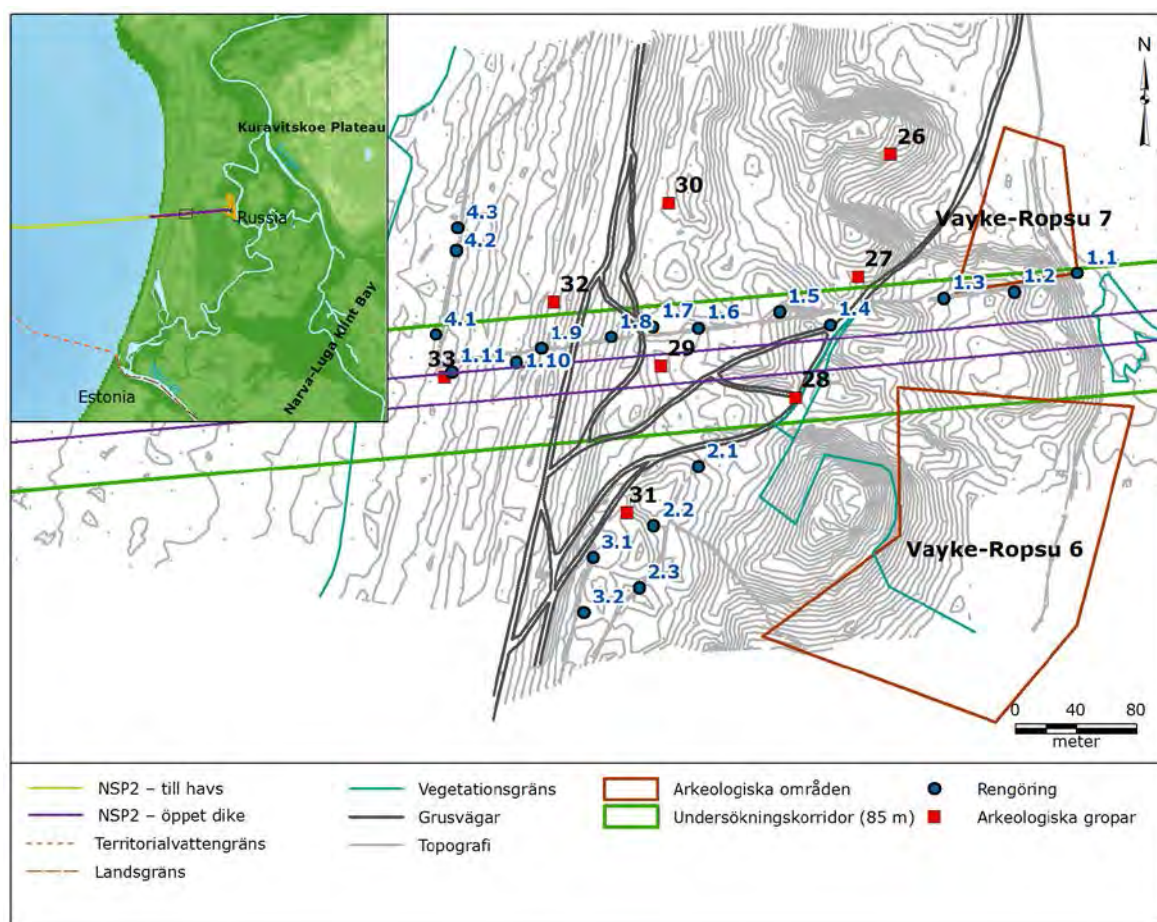 Kuravitskoe Plateau
Russia
Narva-Luga Klint Bay
Estonia
N
26
30
Vayke-Ropsu 7
4.3
4.2
27
1.1
1.2
1.3
32
1.5
1.4
1.7
1.6
4.1
1.9
1.8
33
1.11
1.10
29
28
2.1
31
2.2
3.1
Vayke-Ropsu 6
2.3
3.2
0 40 80
meter
NSP2 – till havs
NSP2 – öppet dike
Territorialvattengräns
Landsgräns
Vegetationsgräns
Grusvägar
Topografi
Arkeologiska områden
Undersökningskorridor (85 m)
Rengöring
Arkeologiska gropar